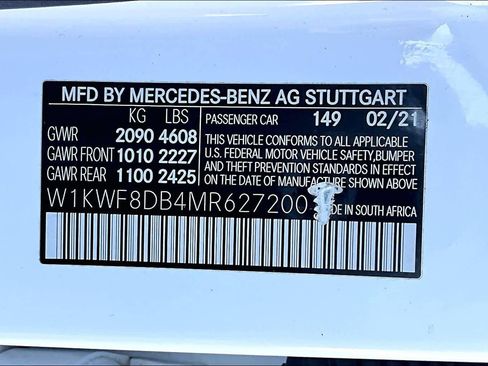 MFD BY MERCEDES-BENZ AG STUTTGART
KG LBS
GVWR 2090 4608
GAWR FRONT 1010 2227
GAWR REAR 1100 2425
PASSENGER CAR 149 02/21
THIS VEHICLE CONFORMS TO ALL APPLICABLE
U.S. FEDERAL MOTOR VEHICLE SAFETY,BUMPER
AND THEFT PREVENTION STANDARDS IN EFFECT
ON THE DATE OF MANUFACTURE SHOWN ABOVE.
W1KWF8DB4MR627200
IN SOUTH AFRICA